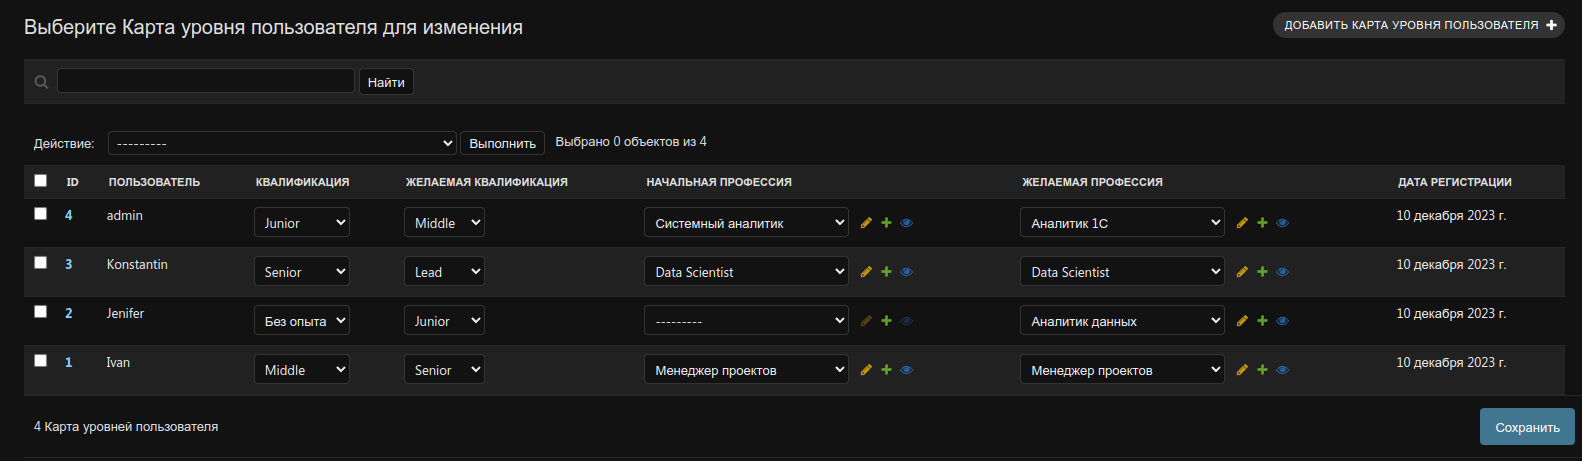 Выберите Карта уровня пользователя для изменения
ДОБАВИТЬ КАРТА УРОВНЯ ПОЛЬЗОВАТЕЛЯ
Найти
Действие: --------- Выполнить Выбрано 0 объектов из 4
ID ПОЛЬЗОВАТЕЛЬ КВАЛИФИКАЦИЯ ЖЕЛАЕМАЯ КВАЛИФИКАЦИЯ НАЧАЛЬНАЯ ПРОФЕССИЯ ЖЕЛАЕМАЯ ПРОФЕССИЯ ДАТА РЕГИСТРАЦИИ
4 admin Junior Middle Системный аналитик Аналитик 1С 10 декабря 2023 г.
3 Konstantin Senior Lead Data Scientist Data Scientist 10 декабря 2023 г.
2 Jenifer Без опыта Junior --------- Аналитик данных 10 декабря 2023 г.
1 Ivan Middle Senior Менеджер проектов Менеджер проектов 10 декабря 2023 г.
4 Карта уровней пользователя
Сохранить